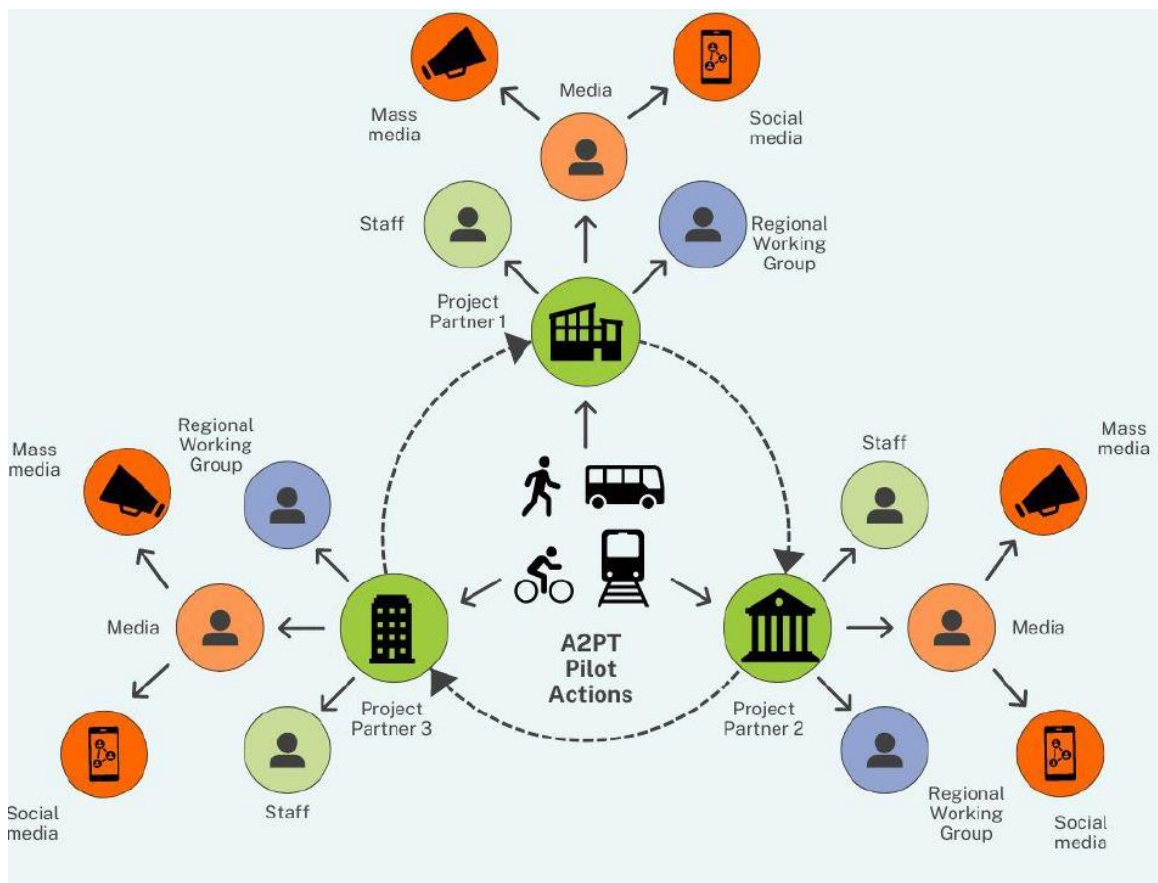 Media
Mass
media
Social
media
Staff
Regional
Working
Group
Project
Partner 1
Regional
Working
Group
Mass
media
Staff
Mass
media
Media
Media
A2PT
Pilot
Actions
Project
Partner 3
Project
Partner 2
Social
media
Staff
Regional
Working
Group
Social
media